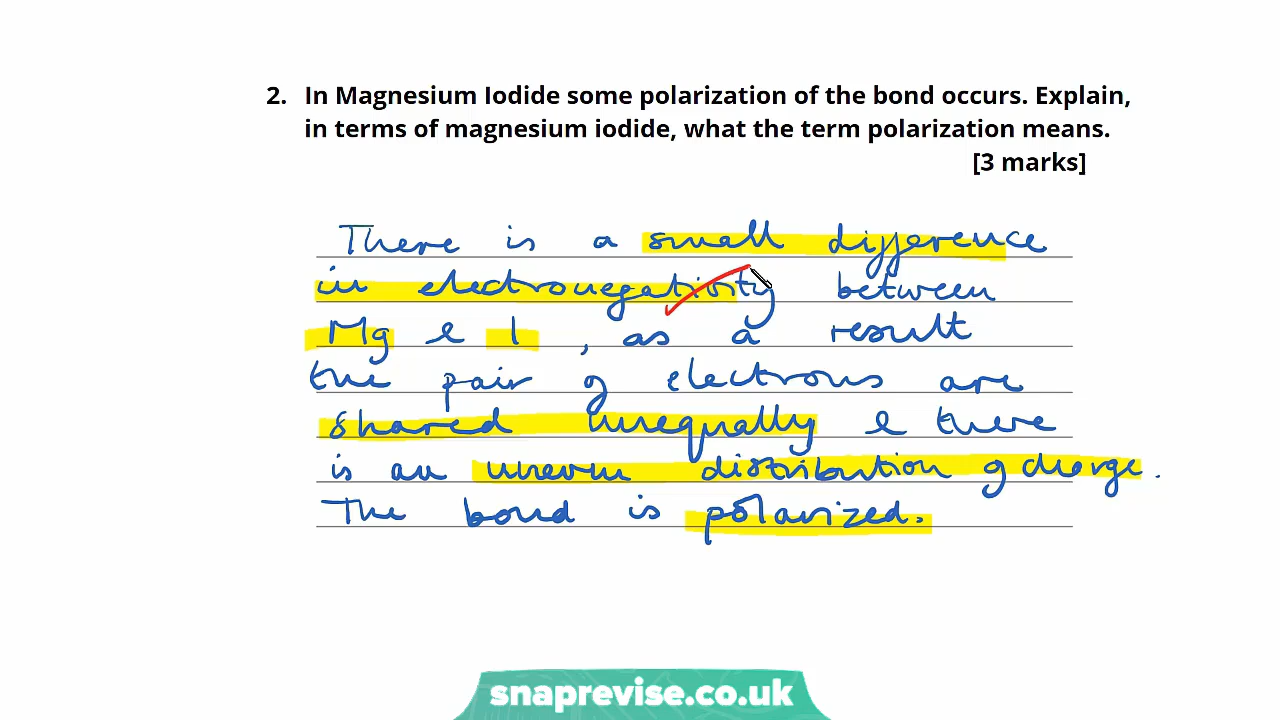 2. In Magnesium Iodide some polarization of the bond occurs. Explain,
in terms of magnesium iodide, what the term polarization means.
[3 marks]
There is a small difference
in electronegativity between
Mg & I , as a result
the pair of electrons are
shared unequally & there
is an uneven distribution of charge.
The bond is polarized.
snaprevise.co.uk